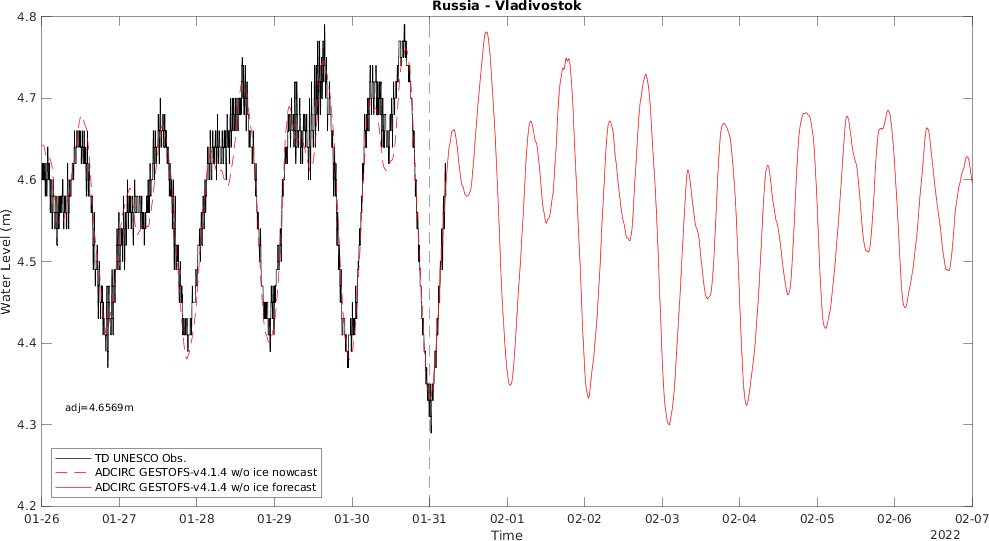 Russia - Vladivostok
4.8
4.7
4.6
4.5
4.4
4.3
4.2
Water Level (m)
adj=4.6569m
TD UNESCO Obs.
ADCIRC GESTOFS-v4.1.4 w/o ice nowcast
ADCIRC GESTOFS-v4.1.4 w/o ice forecast
01-26 01-27 01-28 01-29 01-30 01-31 02-01 02-02 02-03 02-04 02-05 02-06 02-07
Time
2022